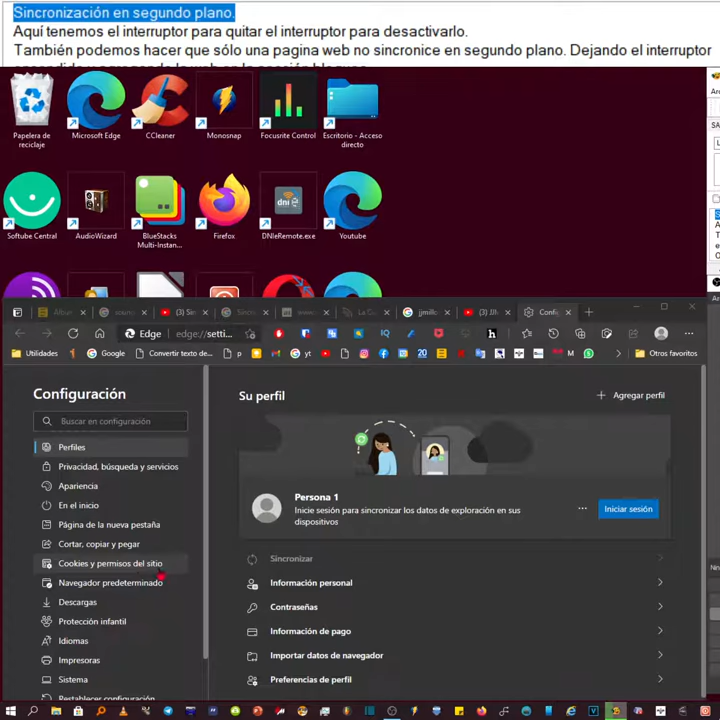 Sincronización en segundo plano.
Aquí tenemos el interruptor para quitar el interruptor para desactivarlo.
También podemos hacer que sólo una pagina web no sincronice en segundo plano. Dejando el interruptor
Papelera de reciclaje
Microsoft Edge
CCleaner
Monosnap
Focusrite Control
Escritorio - Acceso directo
Softube Central
AudioWizard
BlueStacks Multi-Instan...
Firefox
DNIeRemote.exe
Youtube
Edge
edge://setti...
Utilidades
Google
Convertir texto de...
p
yt
20
M
Otros favoritos
Configuración
Buscar en configuración
Perfiles
Privacidad, búsqueda y servicios
Apariencia
En el inicio
Página de la nueva pestaña
Cortar, copiar y pegar
Cookies y permisos del sitio
Navegador predeterminado
Descargas
Protección infantil
Idiomas
Impresoras
Sistema
Restablecer configuración
Su perfil
Agregar perfil
Persona 1
Inicie sesión para sincronizar los datos de exploración en sus
dispositivos
Iniciar sesión
Sincronizar
Información personal
Contraseñas
Información de pago
Importar datos de navegador
Preferencias de perfil